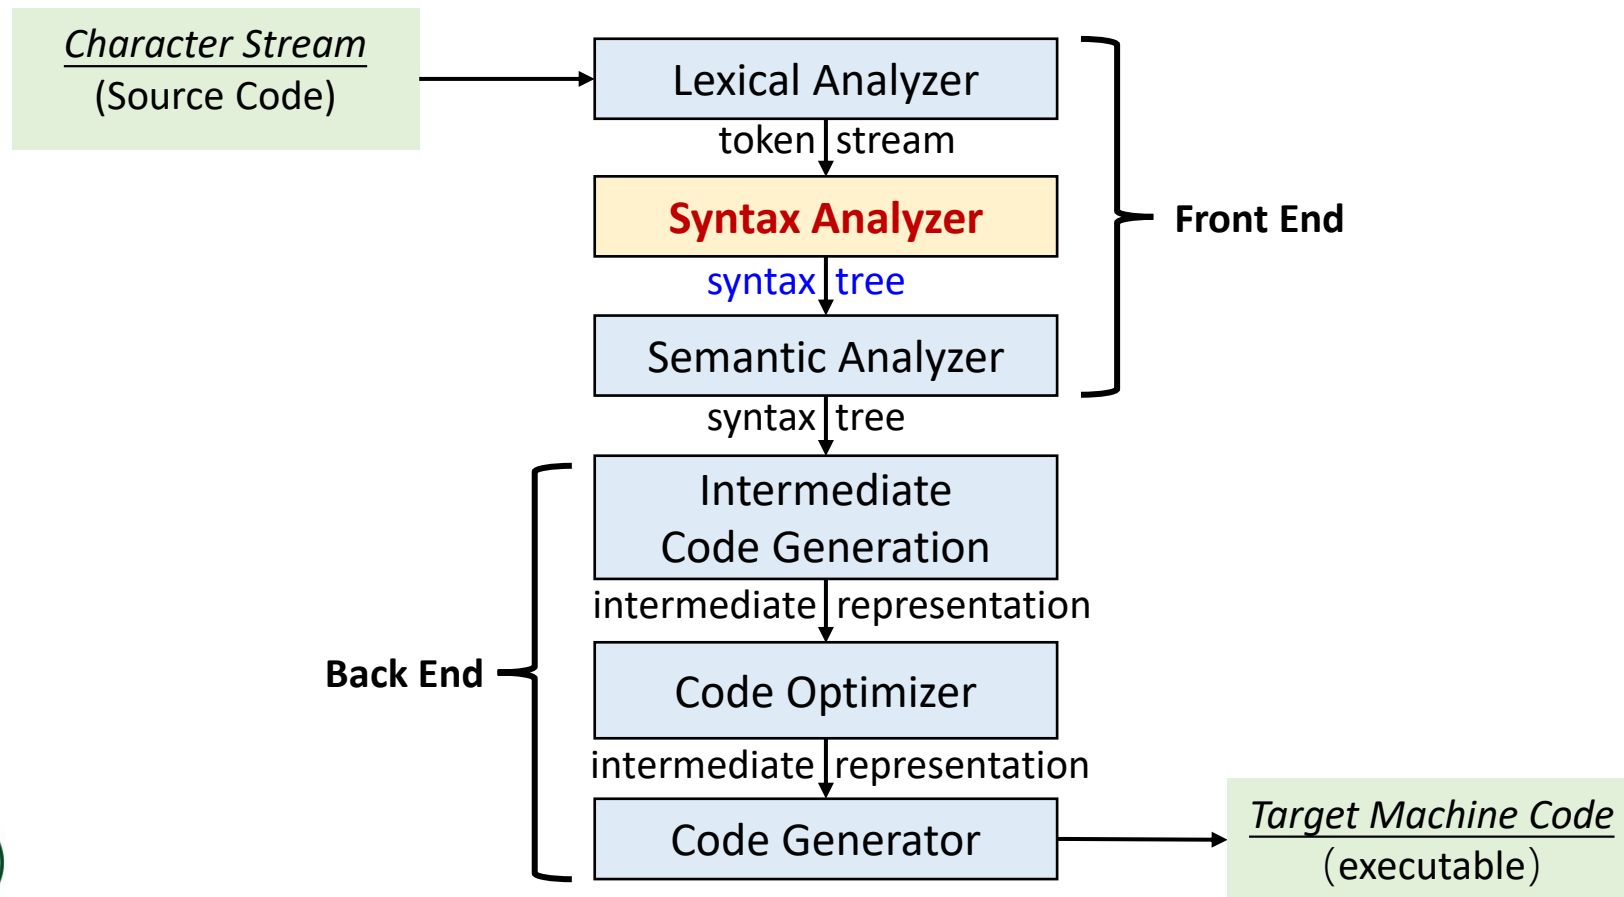 Character Stream
(Source Code)
Lexical Analyzer
token stream
Syntax Analyzer
Front End
syntax tree
Semantic Analyzer
syntax tree
Intermediate
Code Generation
intermediate representation
Back End
Code Optimizer
intermediate representation
Code Generator
Target Machine Code
（executable）